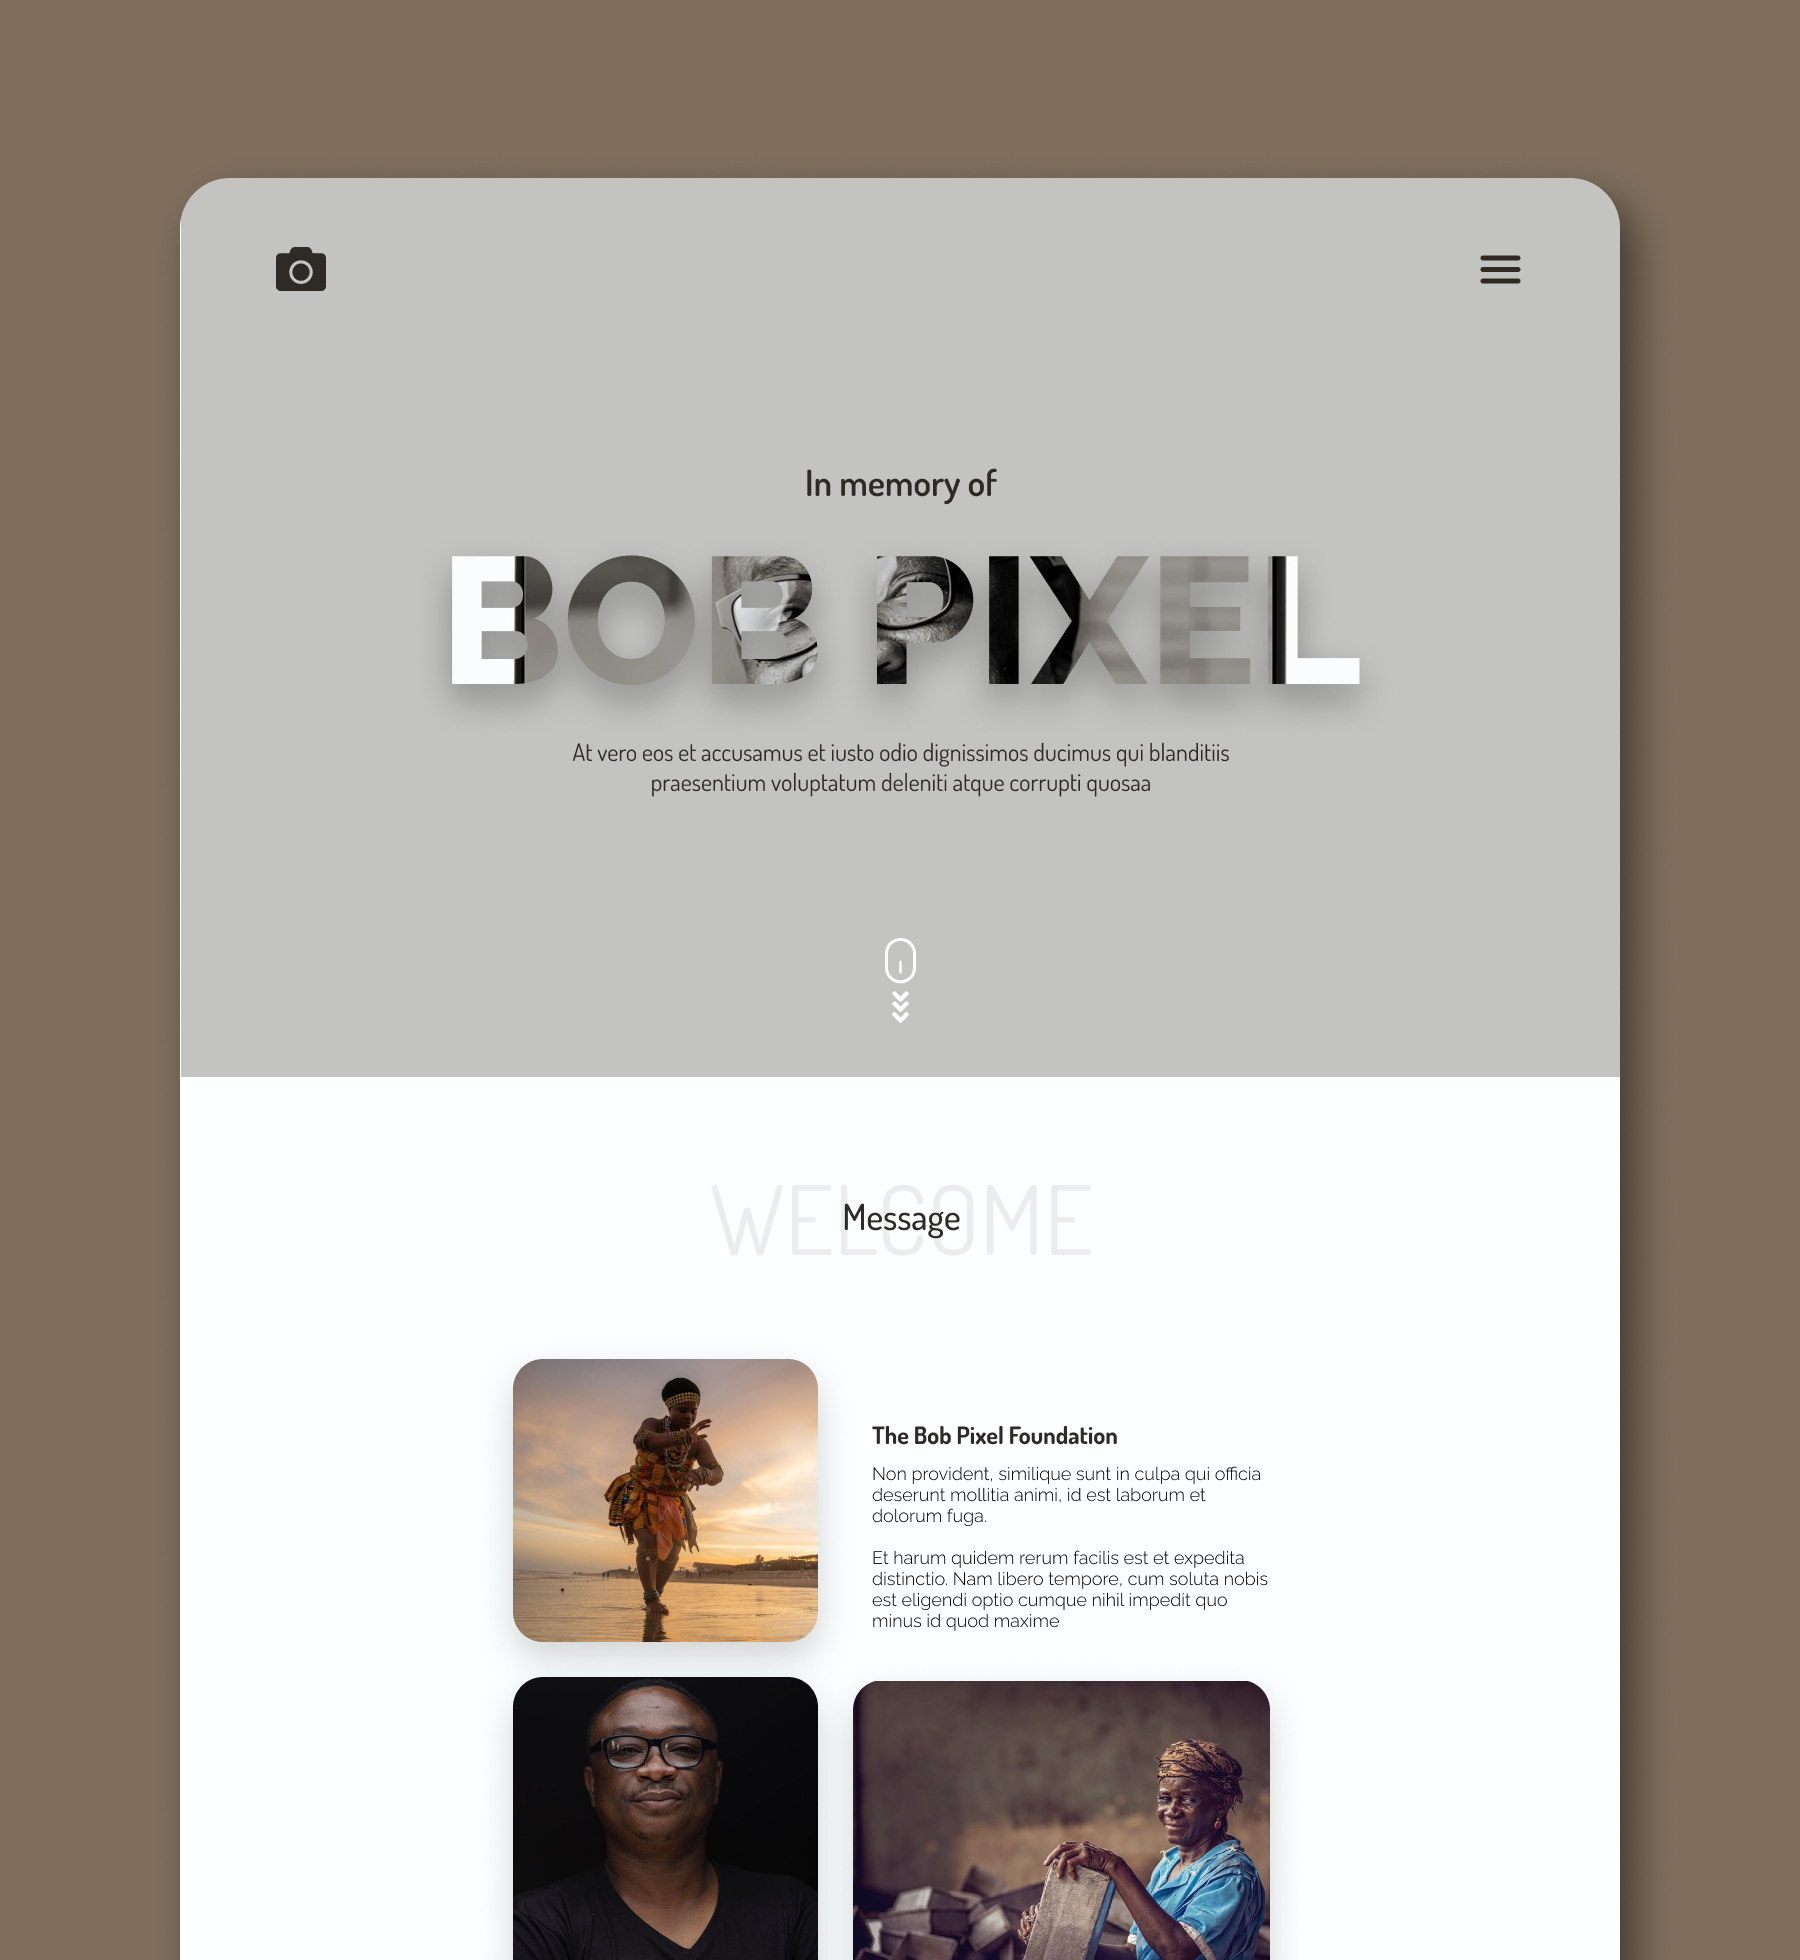 In memory of
BOB PIXEL
At vero eos et accusamus et iusto odio dignissimos ducimus qui blanditiis
praesentium voluptatum deleniti atque corrupti quosaa
WELCOME
Message
The Bob Pixel Foundation
Non provident, similique sunt in culpa qui officia
deserunt mollitia animi, id est laborum et
dolorum fuga.
Et harum quidem rerum facilis est et expedita
distinctio. Nam libero tempore, cum soluta nobis
est eligendi optio cumque nihil impedit quo
minus id quod maxime